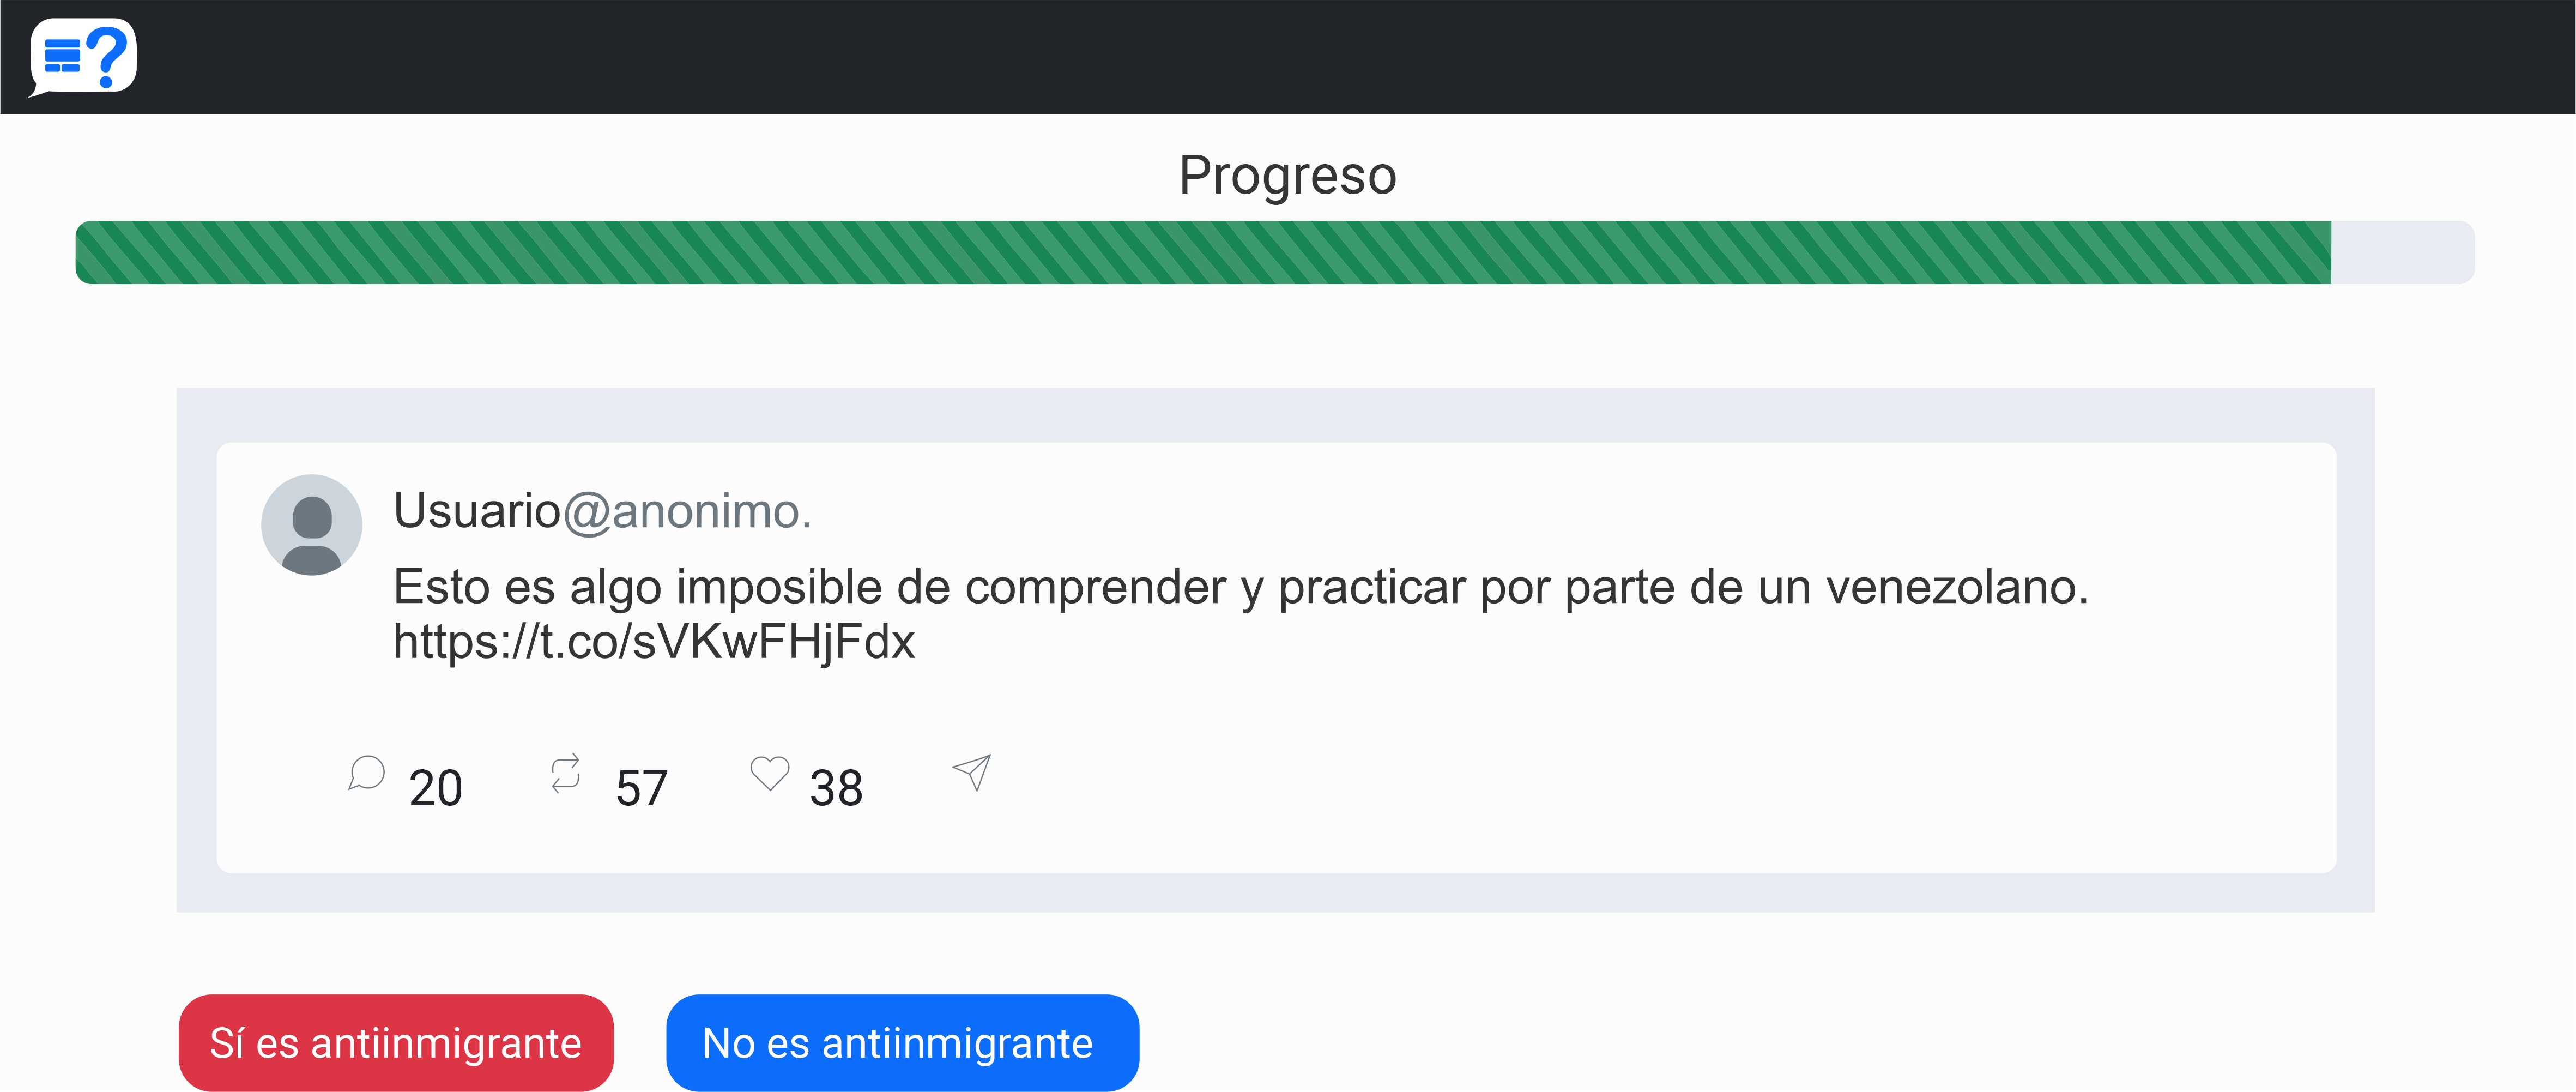 Progreso
Usuario@anonimo.
Esto es algo imposible de comprender y practicar por parte de un venezolano.
https://t.co/sVKwFHjFdx
20 57 38
Sí es antiinmigrante No es antiinmigrante